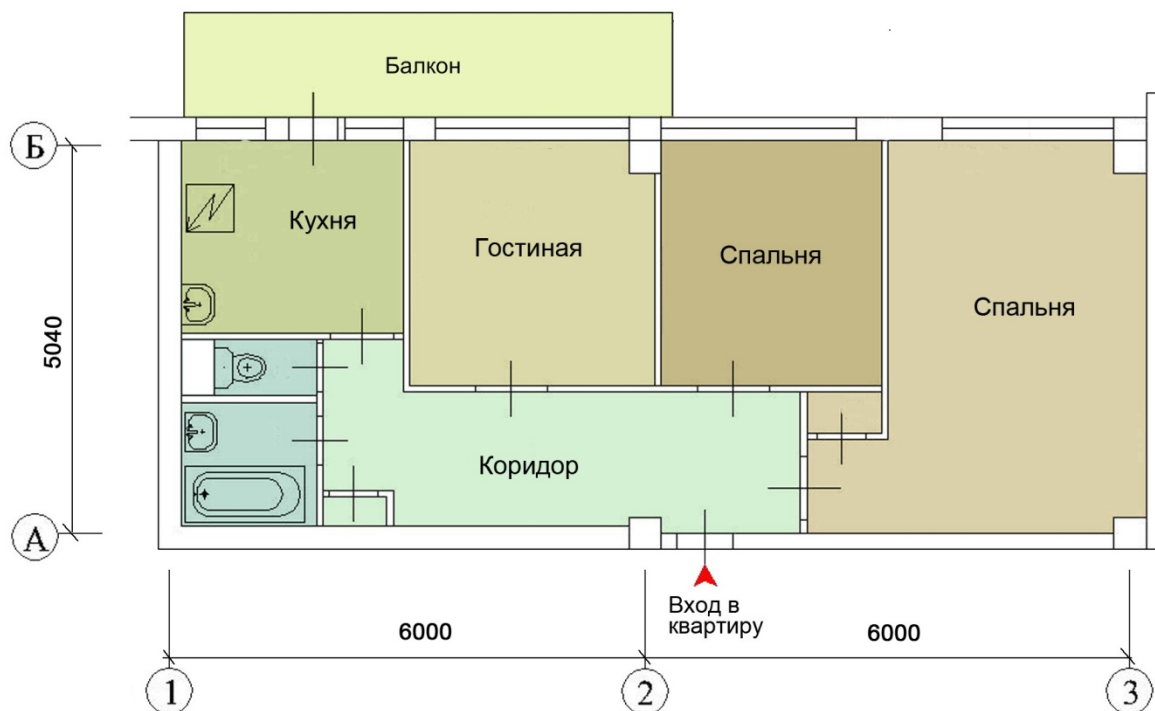 Балкон
Б
Кухня
Гостиная
Спальня
Спальня
5040
Коридор
А
Вход в
квартиру
6000
6000
1
2
3